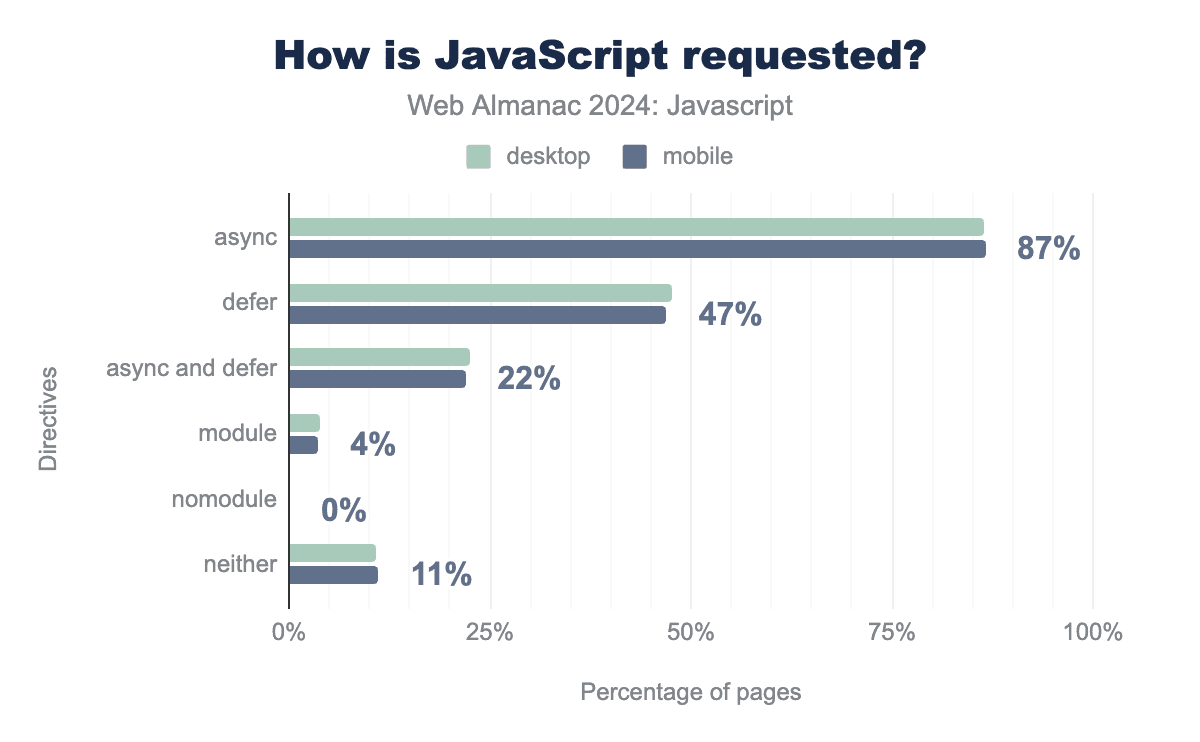 How is JavaScript requested?
Web Almanac 2024: Javascript
desktop mobile
async 87%
defer 47%
async and defer 22%
module 4%
nomodule 0%
neither 11%
Directives
0% 25% 50% 75% 100%
Percentage of pages